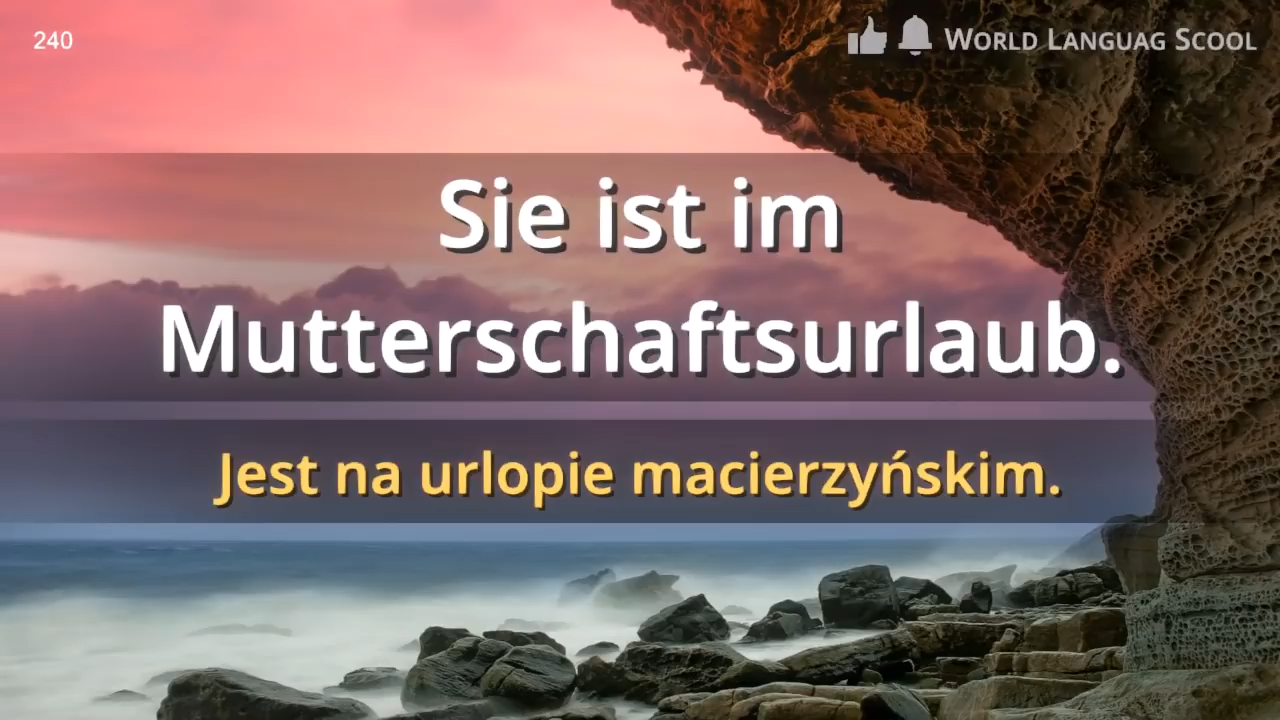 240
World Languag Scool
Sie ist im
Mutterschaftsurlaub.
Jest na urlopie macierzyńskim.